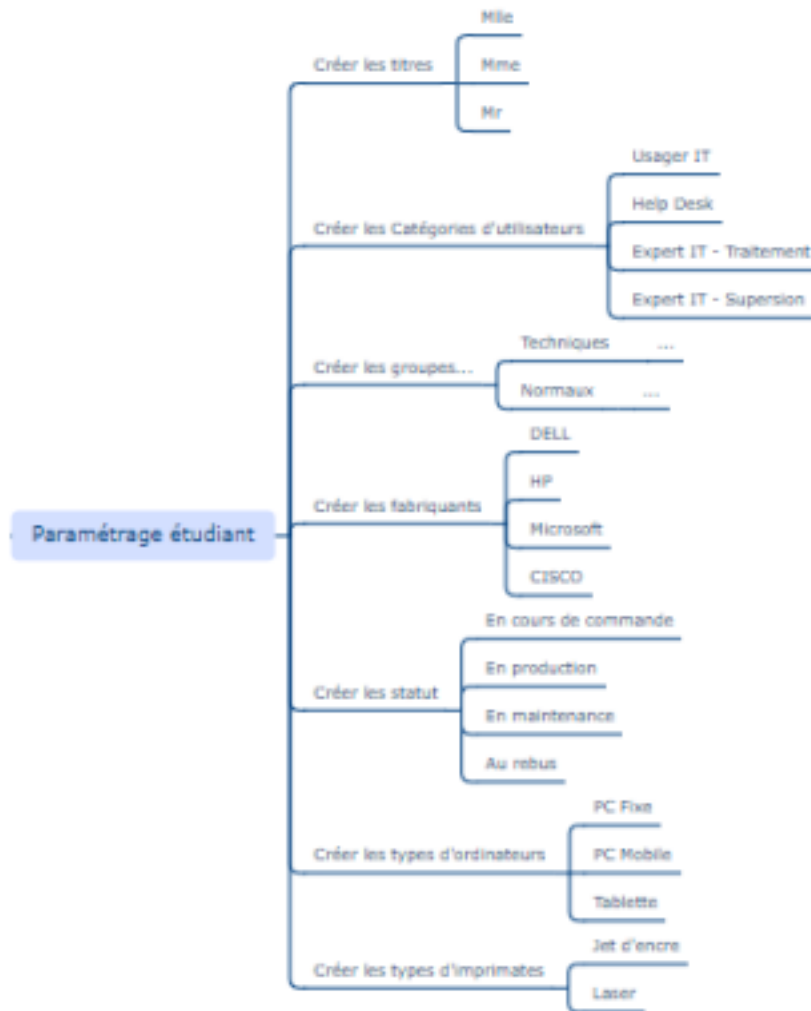 Paramétrage étudiant
Créer les titres
Mlle
Mme
Mr
Créer les Catégories d'utilisateurs
Usager IT
Help Desk
Expert IT - Traitement
Expert IT - Supersion
Créer les groupes...
Techniques ...
Normaux ...
Créer les fabriquants
DELL
HP
Microsoft
CISCO
Créer les statut
En cours de commande
En production
En maintenance
Au rebus
Créer les types d'ordinateurs
PC Fixe
PC Mobile
Tablette
Créer les types d'imprimates
Jet d'encre
Laser